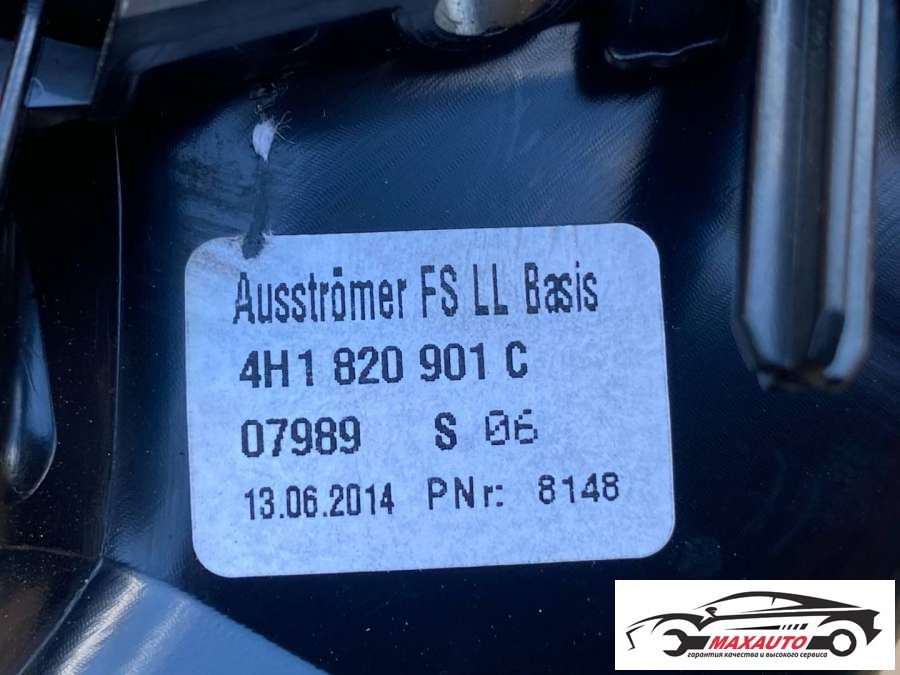 Ausströmer FS LL Basis
4H1 820 901 C
07989 S 06
13.06.2014 PNr: 8148
MAXAUTO
гарантия качества и высокого сервиса